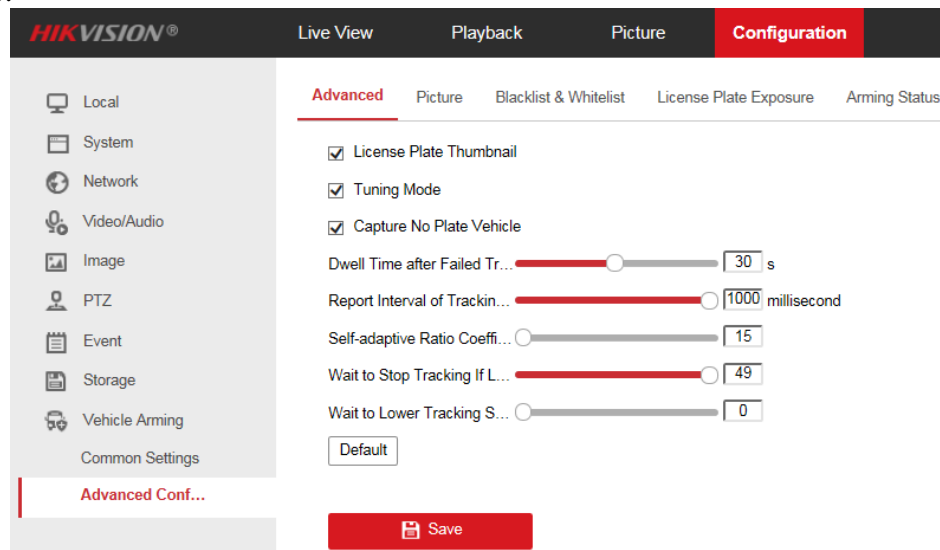 HIKVISION®
Live View Playback Picture Configuration
Local
System
Network
Video/Audio
Image
PTZ
Event
Storage
Vehicle Arming
Common Settings
Advanced Conf...
Advanced Picture Blacklist & Whitelist License Plate Exposure Arming Status
License Plate Thumbnail
Tuning Mode
Capture No Plate Vehicle
Dwell Time after Failed Tr... 30 s
Report Interval of Trackin... 1000 millisecond
Self-adaptive Ratio Coeffi... 15
Wait to Stop Tracking If L... 49
Wait to Lower Tracking S... 0
Default
Save